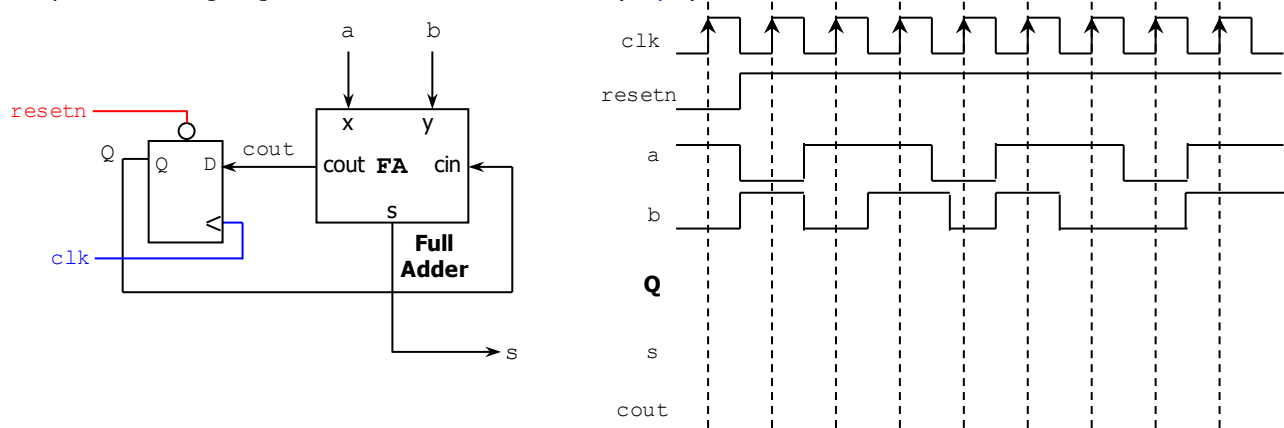 a
b
resetn
x
y
Q
Q
D
cout
cout
FA
cin
s
Full
Adder
clk
s
clk
resetn
a
b
Q
s
cout